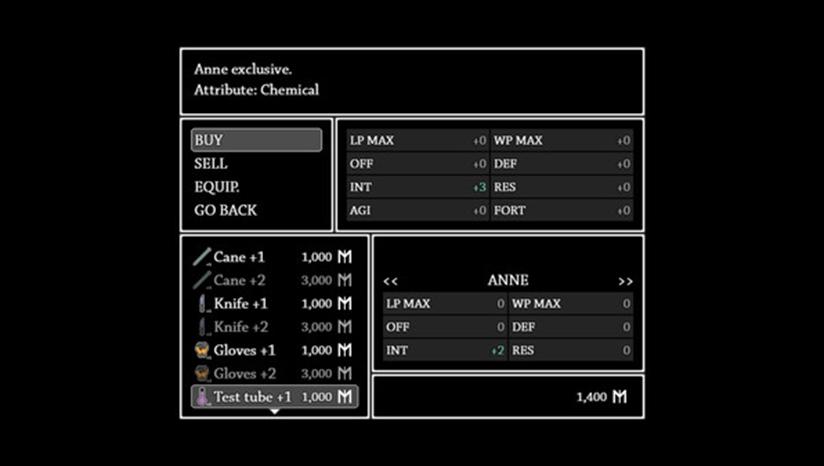 Anne exclusive.
Attribute: Chemical
BUY
SELL
EQUIP.
GO BACK
LP MAX +0 WP MAX +0
OFF +0 DEF +0
INT +3 RES +0
AGI +0 FORT +0
Cane +1 1,000
Cane +2 3,000
Knife +1 1,000
Knife +2 3,000
Gloves +1 1,000
Gloves +2 3,000
Test tube +1 1,000
<< ANNE >>
LP MAX 0 WP MAX 0
OFF 0 DEF 0
INT +2 RES 0
1,400